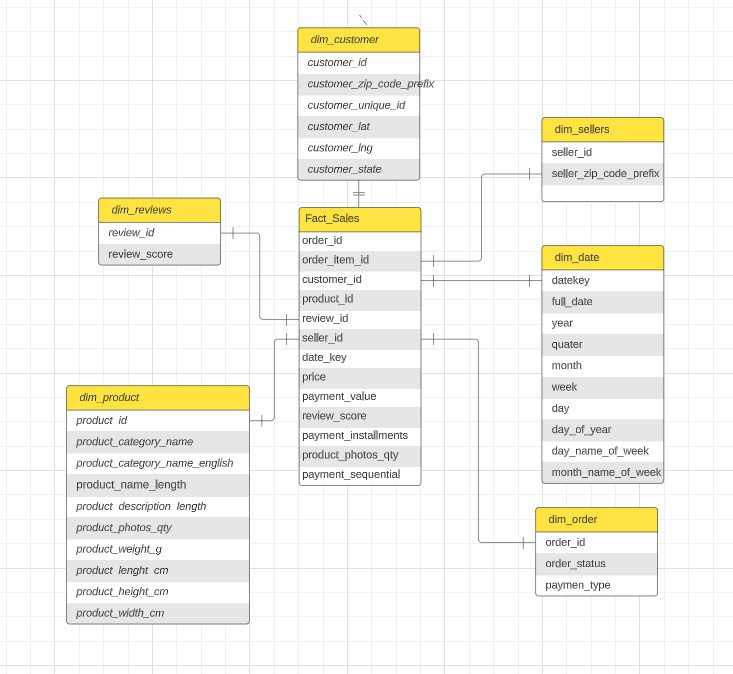 dim_customer
customer_id
customer_zip_code_prefix
customer_unique_id
customer_lat
customer_lng
customer_state
dim_sellers
seller_id
seller_zip_code_prefix
dim_reviews
review_id
review_score
Fact_Sales
order_id
order_item_id
customer_id
product_id
review_id
seller_id
date_key
price
payment_value
review_score
payment_installments
product_photos_qty
payment_sequential
dim_date
datekey
full_date
year
quater
month
week
day
day_of_year
day_name_of_week
month_name_of_week
dim_product
product_id
product_category_name
product_category_name_english
product_name_length
product_description_length
product_photos_qty
product_weight_g
product_lenght_cm
product_height_cm
product_width_cm
dim_order
order_id
order_status
paymen_type